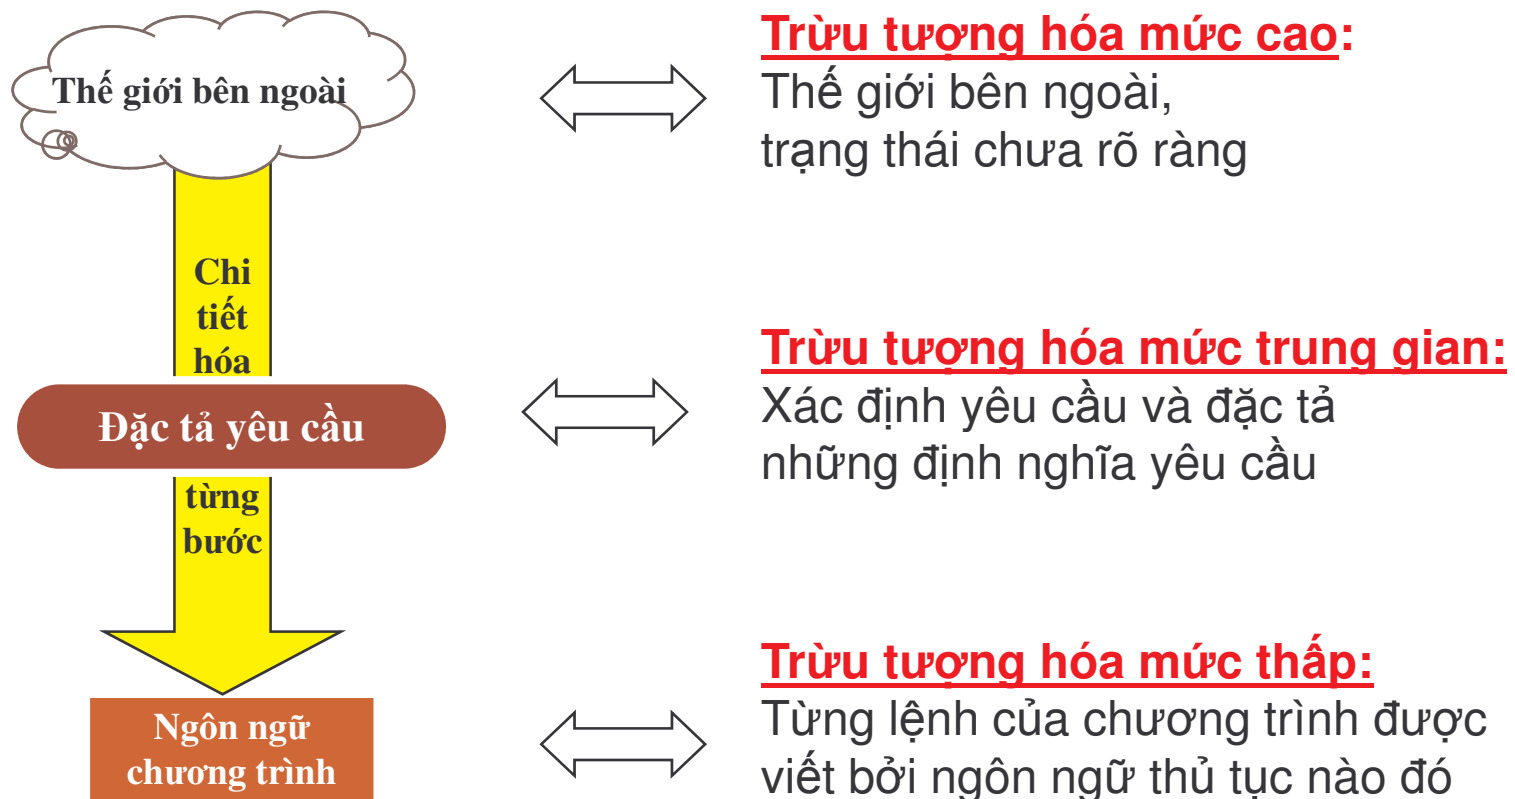 Thế giới bên ngoài
Trừu tượng hóa mức cao:
Thế giới bên ngoài,
trạng thái chưa rõ ràng
Chi
tiết
hóa
Đặc tả yêu cầu
từng
bước
Trừu tượng hóa mức trung gian:
Xác định yêu cầu và đặc tả
những định nghĩa yêu cầu
Ngôn ngữ
chương trình
Trừu tượng hóa mức thấp:
Từng lệnh của chương trình được
viết bởi ngôn ngữ thủ tục nào đó